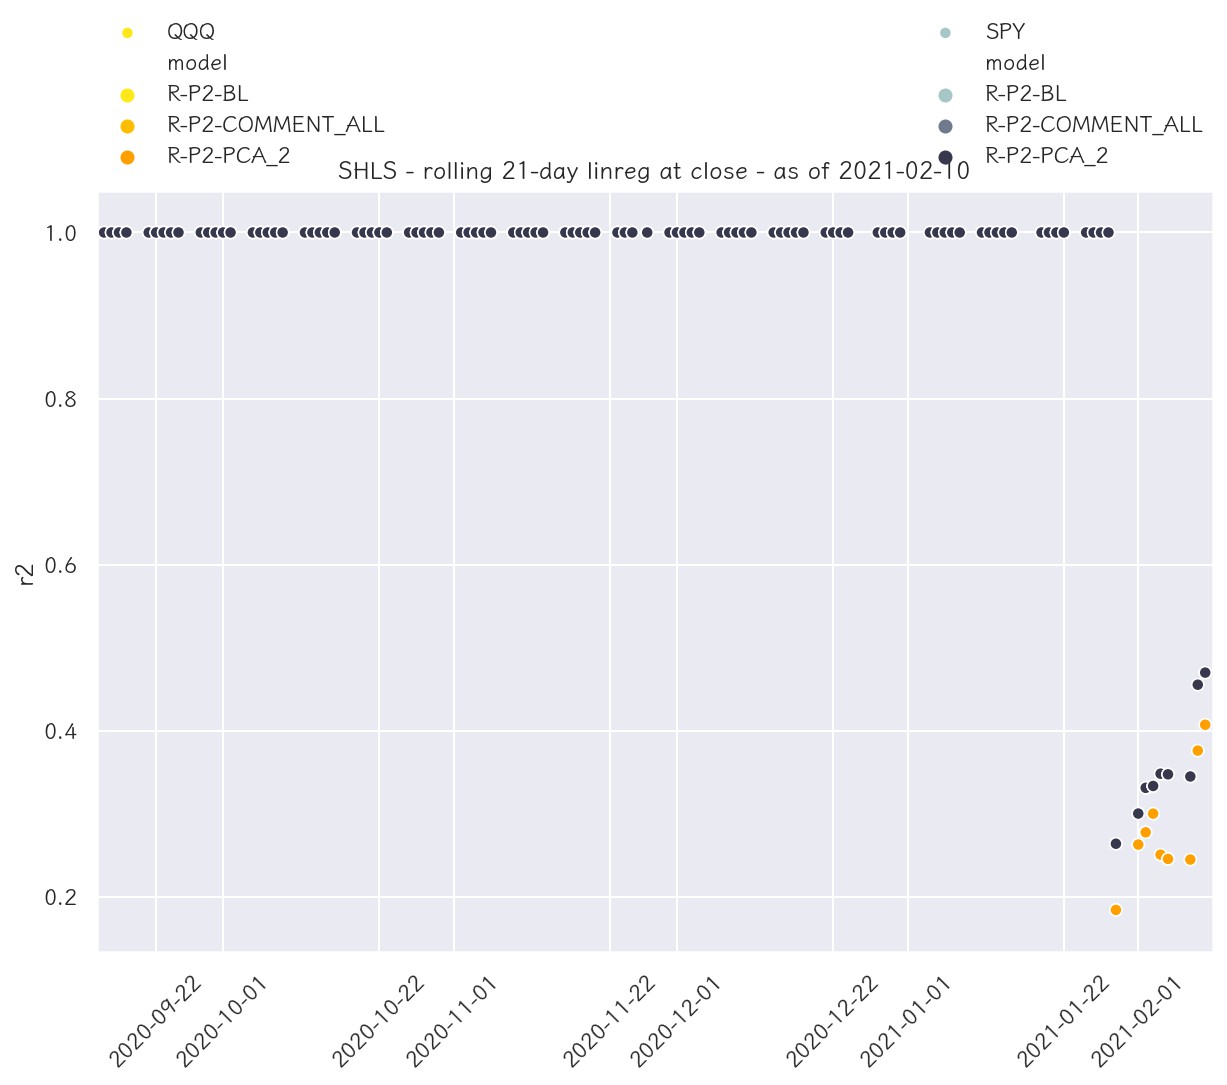 QQQ
model
R-P2-BL
R-P2-COMMENT_ALL
R-P2-PCA_2
SPY
model
R-P2-BL
R-P2-COMMENT_ALL
R-P2-PCA_2
SHLS - rolling 21-day linreg at close - as of 2021-02-10
r2
1.0
0.8
0.6
0.4
0.2
2020-09-22
2020-10-01
2020-10-22
2020-11-01
2020-11-22
2020-12-01
2020-12-22
2021-01-01
2021-01-22
2021-02-01